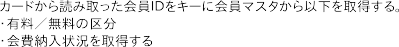 カードから読み取った会員IDをキーに会員マスタから以下を取得する。
・有料／無料の区分
・会費納入状況を取得する